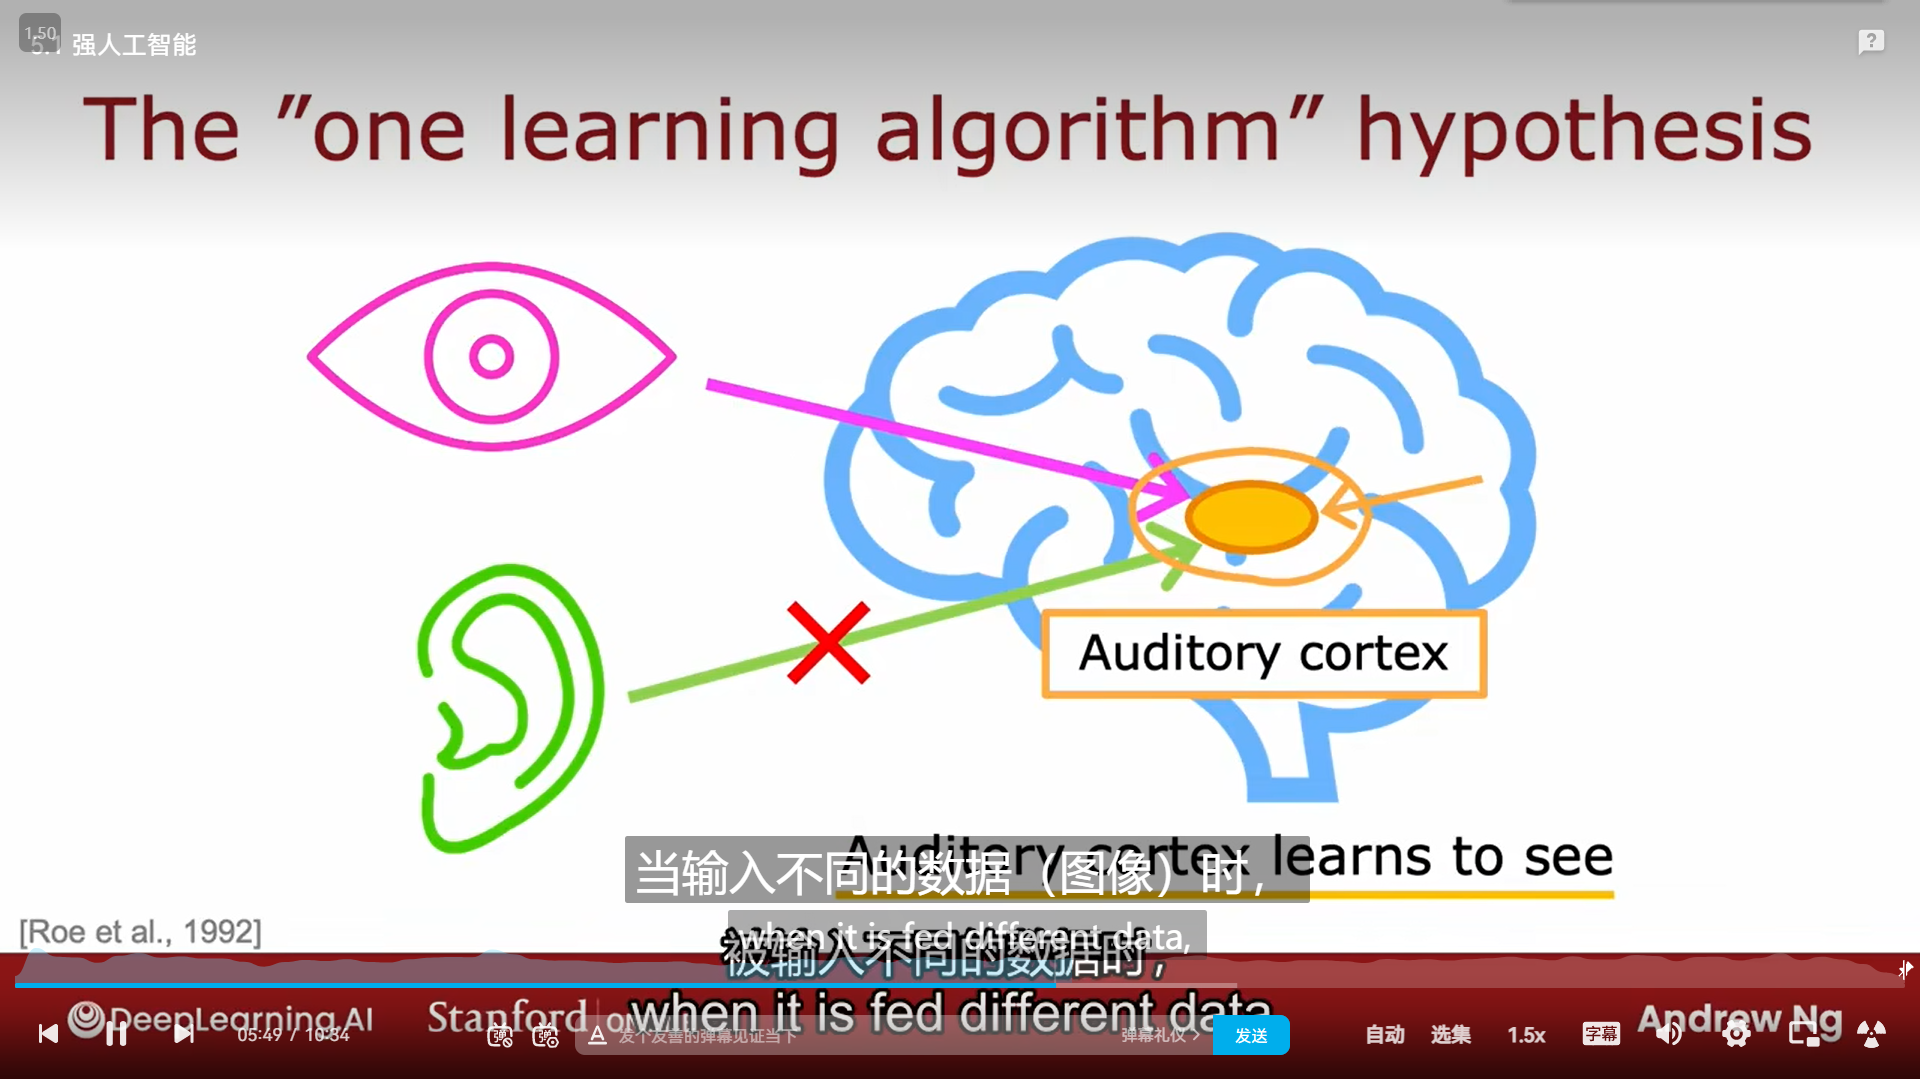 1.50
5.1 强人工智能
The ”one learning algorithm” hypothesis
Auditory cortex
Auditory cortex learns to see
当输入不同的数据（图像）时，
[Roe et al., 1992]
when it is fed different data,
被输入不同的数据时，
when it is fed different data
DeepLearning.AI
Stanford
Andrew Ng
05:49 / 10:34
发个友善的弹幕见证当下
弹幕礼仪
发送
自动
选集
1.5x
字幕